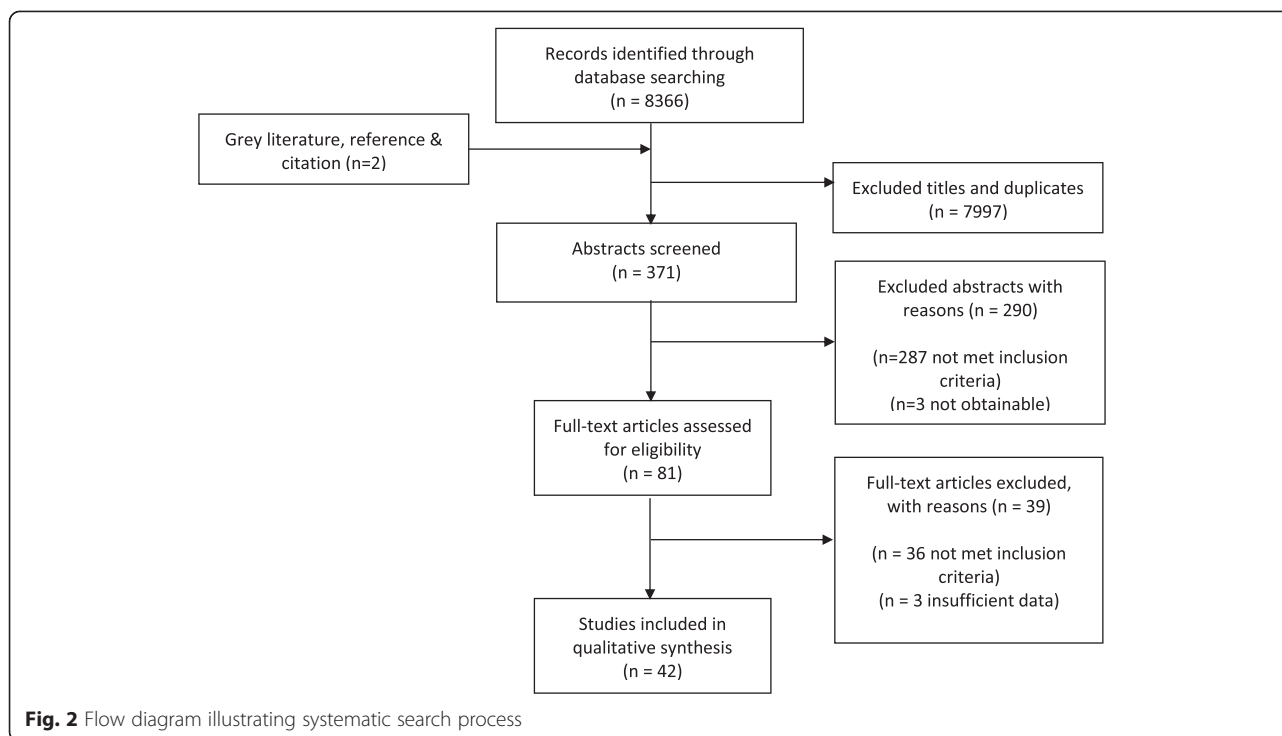 Records identified through
database searching
(n = 8366)
Grey literature, reference &
citation (n=2)
Excluded titles and duplicates
(n = 7997)
Abstracts screened
(n = 371)
Excluded abstracts with
reasons (n = 290)
(n=287 not met inclusion
criteria)
(n=3 not obtainable)
Full-text articles assessed
for eligibility
(n = 81)
Full-text articles excluded,
with reasons (n = 39)
(n = 36 not met inclusion
criteria)
(n = 3 insufficient data)
Studies included in
qualitative synthesis
(n = 42)
Fig. 2 Flow diagram illustrating systematic search process